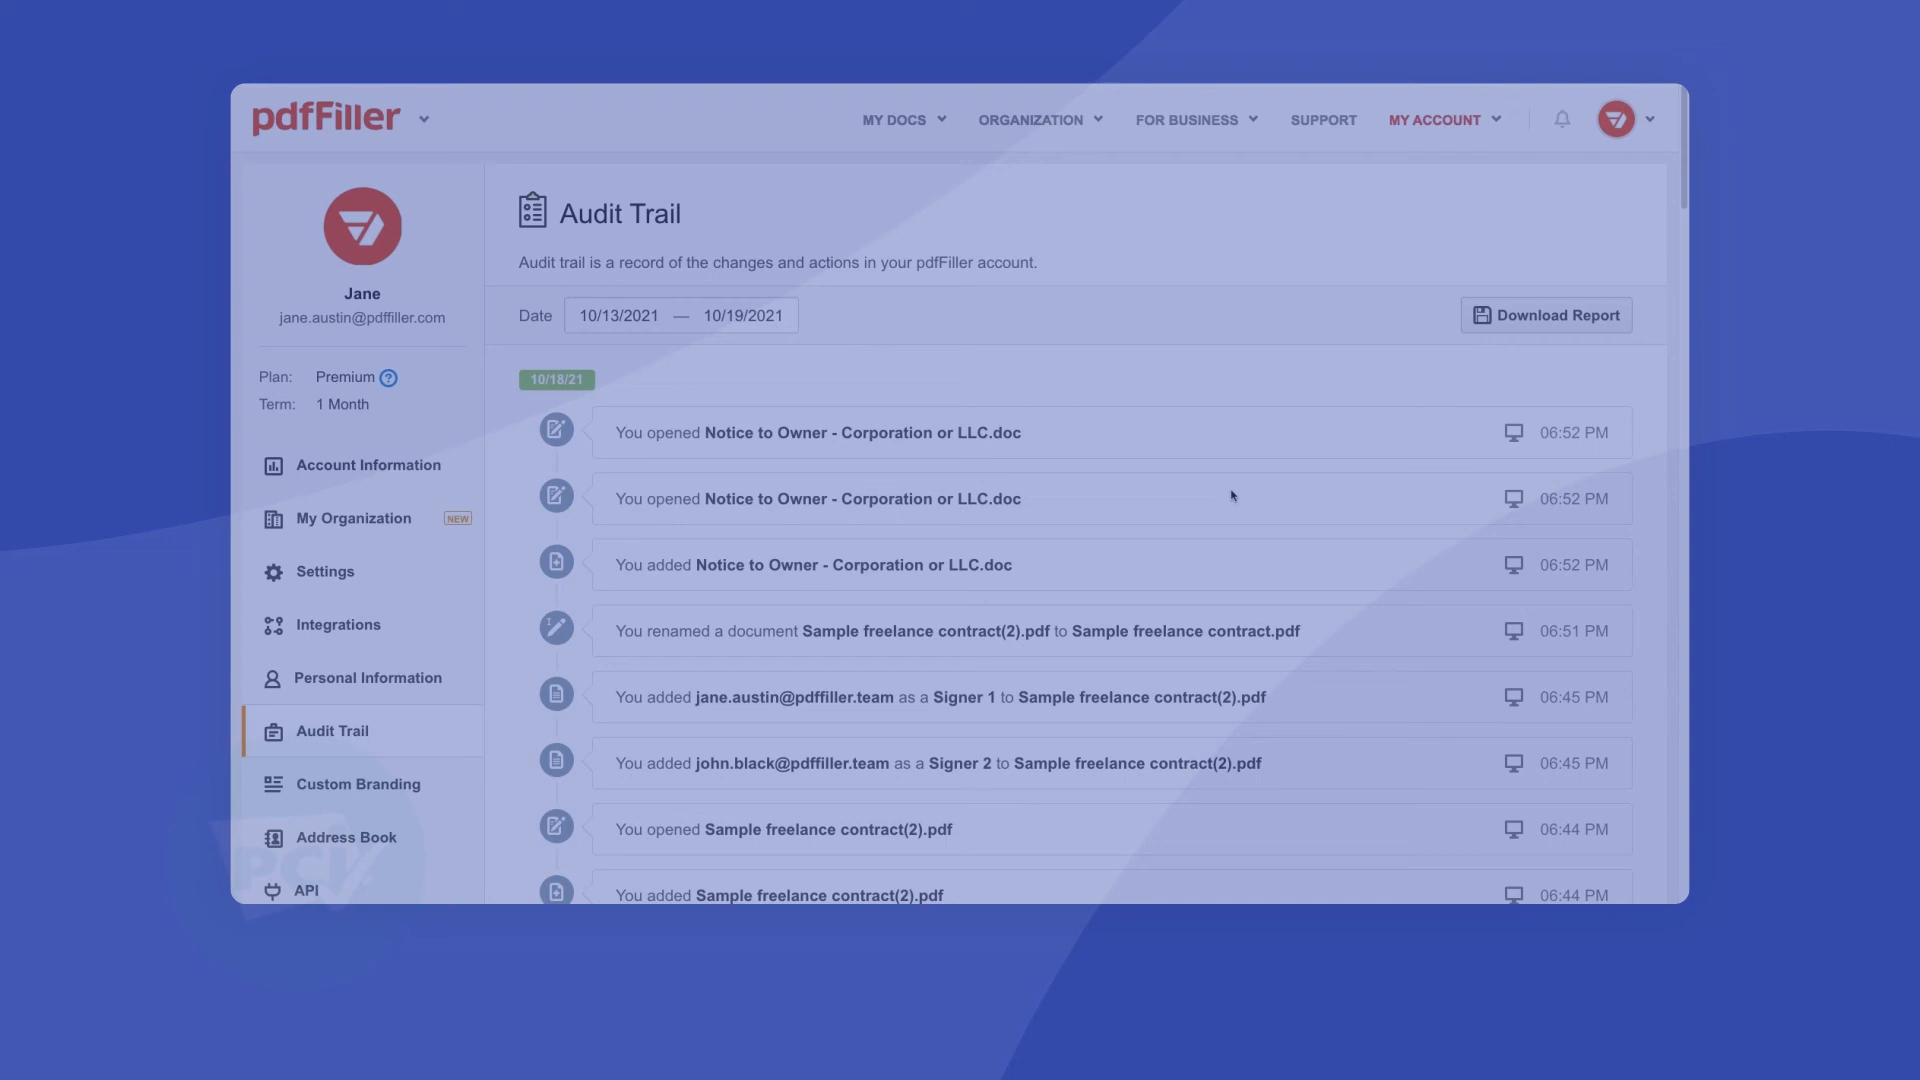 pdfFiller
MY DOCS ORGANIZATION FOR BUSINESS SUPPORT MY ACCOUNT
Jane
jane.austin@pdffiller.com
Plan: Premium ?
Term: 1 Month
Account Information
My Organization NEW
Settings
Integrations
Personal Information
Audit Trail
Custom Branding
Address Book
API
PCI
Audit Trail
Audit trail is a record of the changes and actions in your pdfFiller account.
Date 10/13/2021 — 10/19/2021 Download Report
10/18/21
You opened Notice to Owner - Corporation or LLC.doc 06:52 PM
You opened Notice to Owner - Corporation or LLC.doc 06:52 PM
You added Notice to Owner - Corporation or LLC.doc 06:52 PM
You renamed a document Sample freelance contract(2).pdf to Sample freelance contract.pdf 06:51 PM
You added jane.austin@pdffiller.team as a Signer 1 to Sample freelance contract(2).pdf 06:45 PM
You added john.black@pdffiller.team as a Signer 2 to Sample freelance contract(2).pdf 06:45 PM
You opened Sample freelance contract(2).pdf 06:44 PM
You added Sample freelance contract(2).pdf 06:44 PM